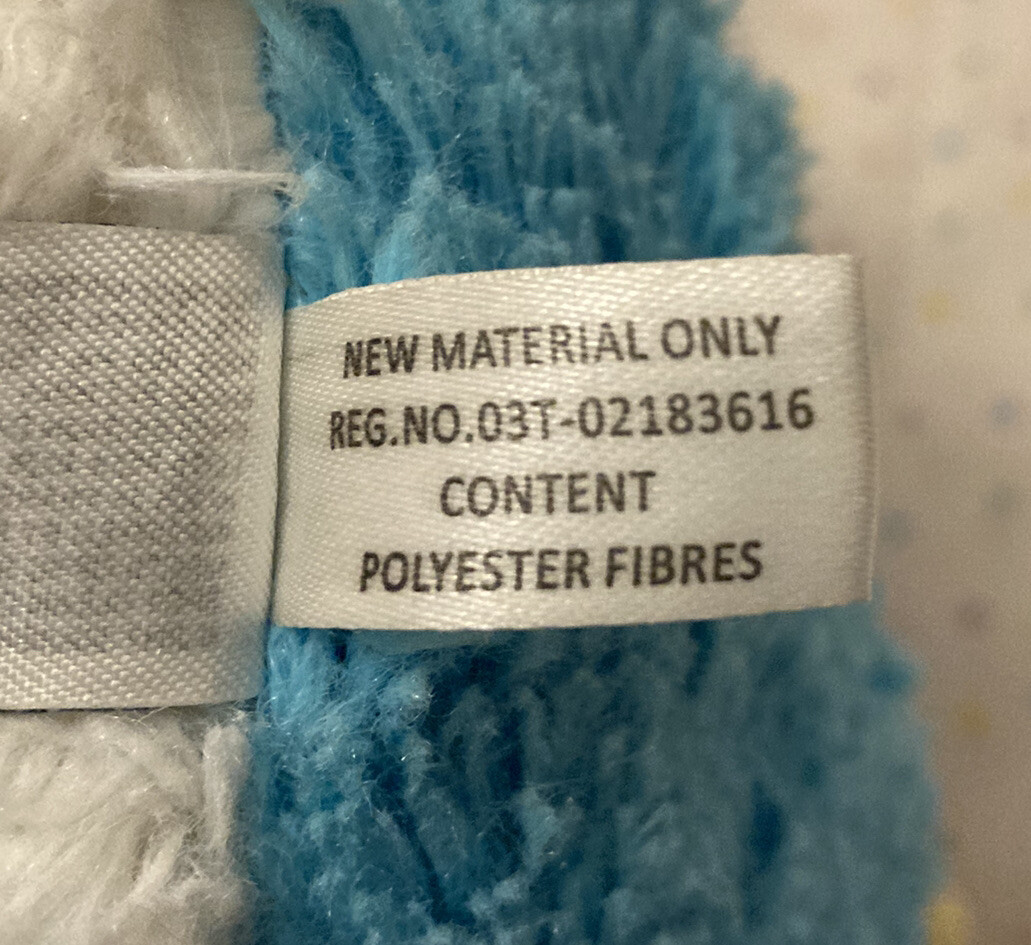 NEW MATERIAL ONLY
REG.NO.03T-02183616
CONTENT
POLYESTER FIBRES